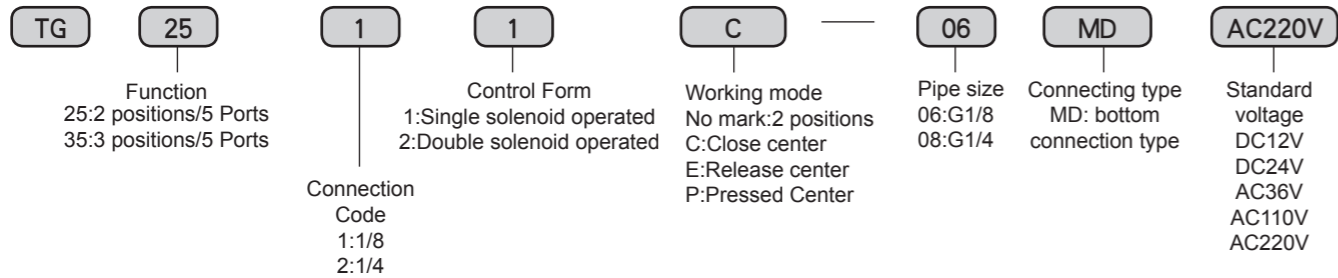 TG 25 1 1 C — 06 MD AC220V
Function
25:2 positions/5 Ports
35:3 positions/5 Ports
Connection
Code
1:1/8
2:1/4
Control Form
1:Single solenoid operated
2:Double solenoid operated
Working mode
No mark:2 positions
C:Close center
E:Release center
P:Pressed Center
Pipe size
06:G1/8
08:G1/4
Connecting type
MD: bottom
connection type
Standard
voltage
DC12V
DC24V
AC36V
AC110V
AC220V